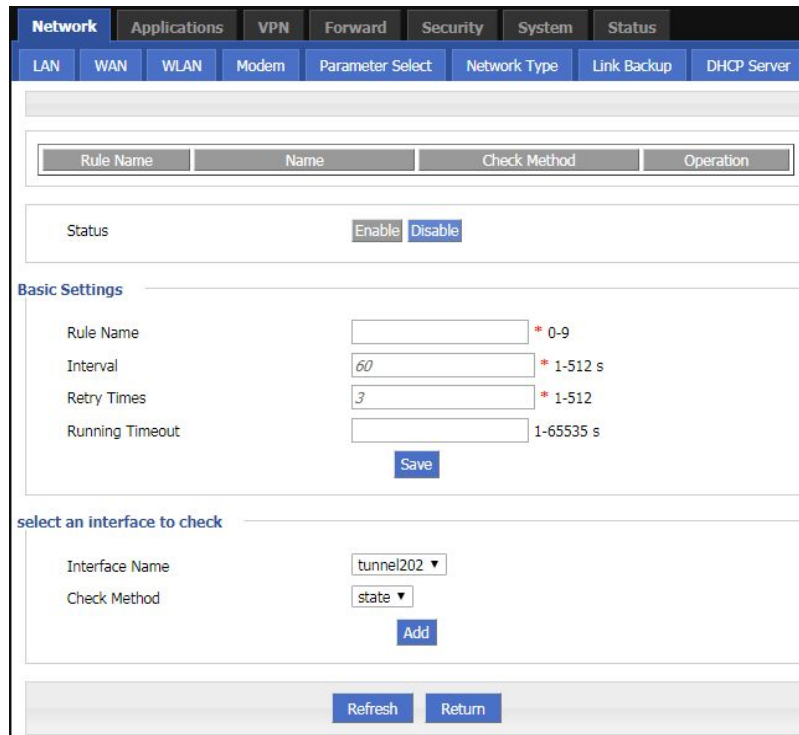 Network Applications VPN Forward Security System Status
LAN WAN WLAN Modem Parameter Select Network Type Link Backup DHCP Server
Rule Name Name Check Method Operation
Status Enable Disable
Basic Settings
Rule Name * 0-9
Interval 60 * 1-512 s
Retry Times 3 * 1-512
Running Timeout 1-65535 s
Save
select an interface to check
Interface Name tunnel202 ▼
Check Method state ▼
Add
Refresh Return